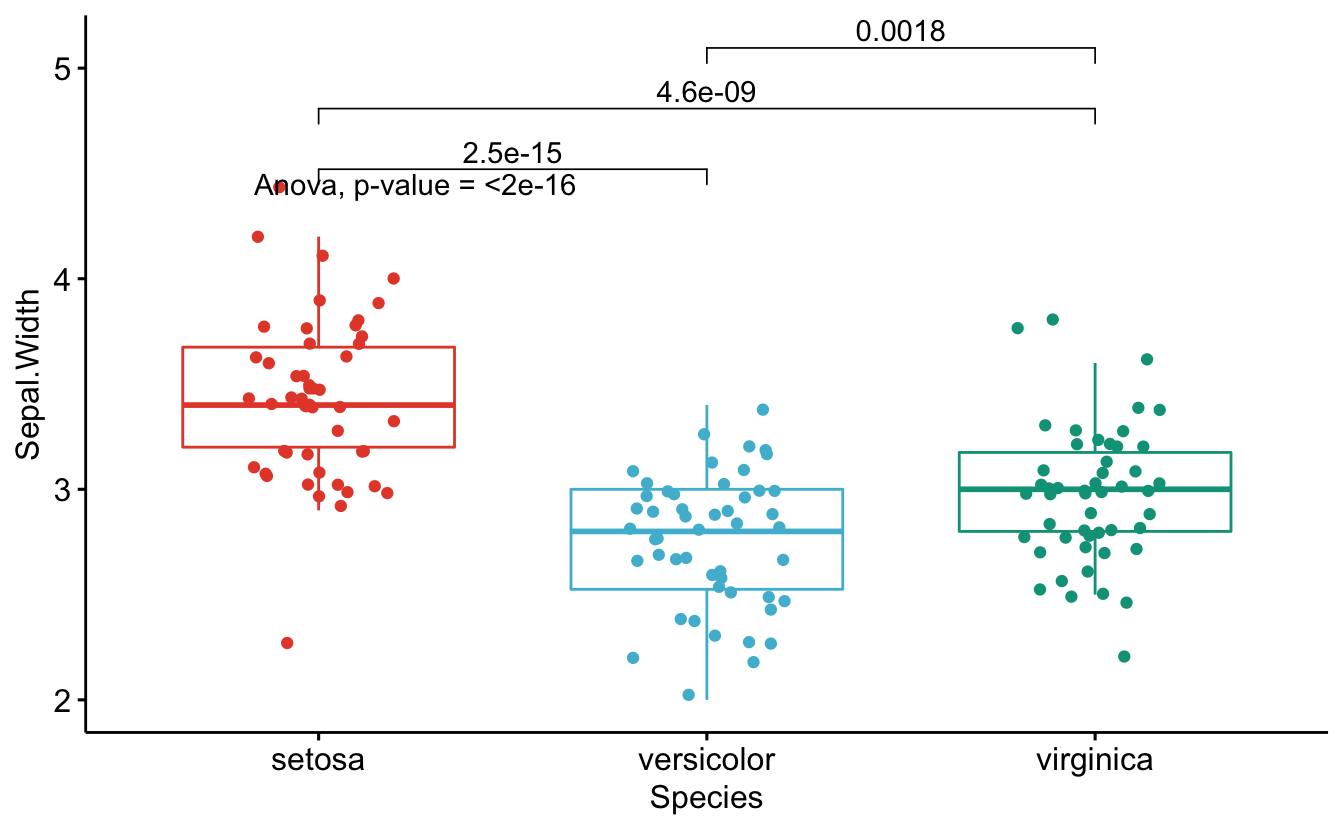 0.0018
5
4.6e-09
2.5e-15
Anova, p-value = <2e-16
4
Sepal.Width
3
2
setosa versicolor virginica
Species